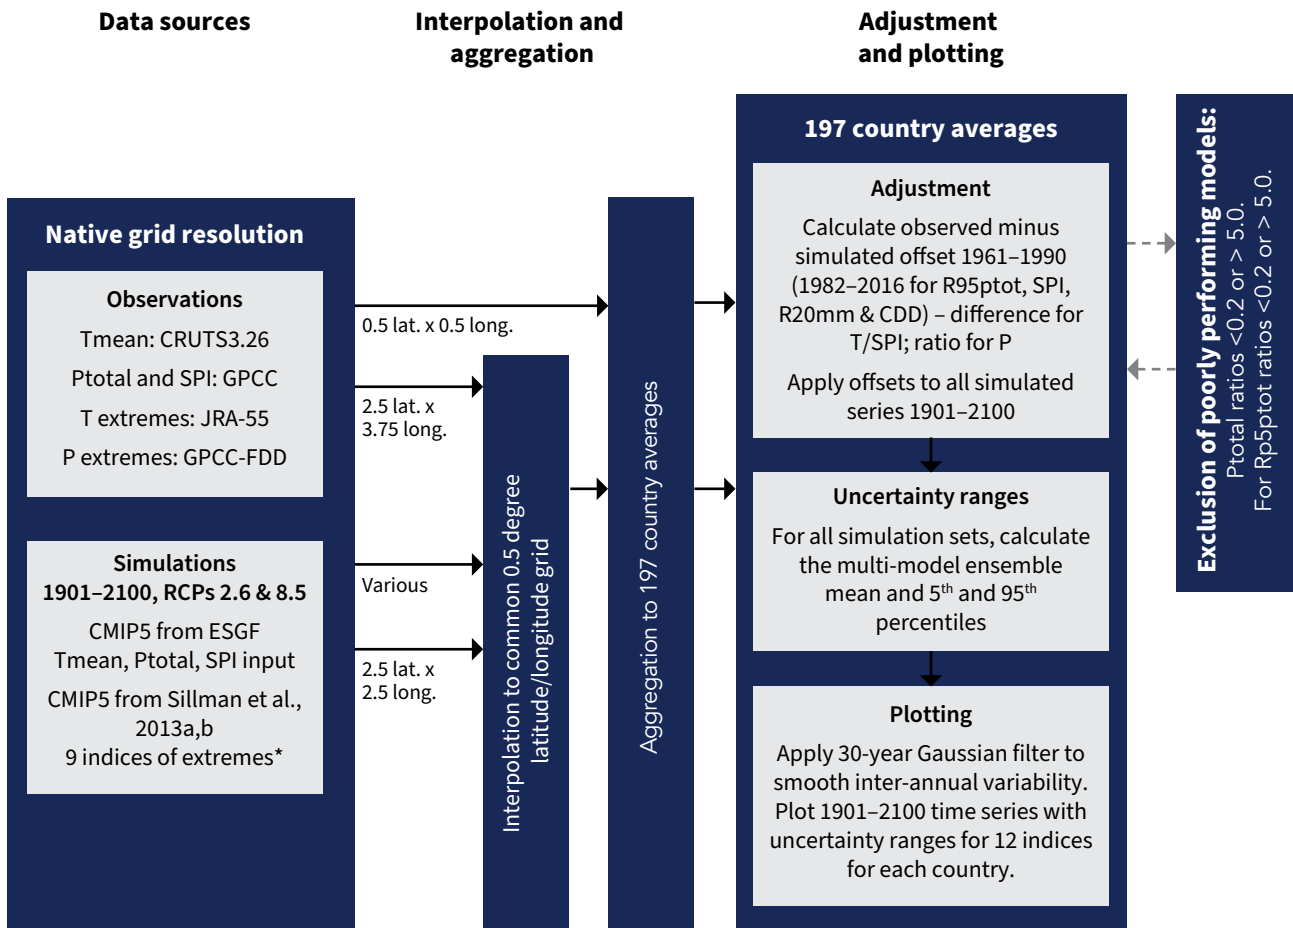 Data sources
Interpolation and
aggregation
Adjustment
and plotting
Native grid resolution
Observations
Tmean: CRUTS3.26
Ptotal and SPI: GPCC
T extremes: JRA-55
P extremes: GPCC-FDD
Simulations
1901–2100, RCPs 2.6 & 8.5
CMIP5 from ESGF
Tmean, Ptotal, SPI input
CMIP5 from Sillman et al.,
2013a,b
9 indices of extremes*
0.5 lat. x 0.5 long.
2.5 lat. x
3.75 long.
Various
2.5 lat. x
2.5 long.
Interpolation to common 0.5 degree
latitude/longitude grid
Aggregation to 197 country averages
197 country averages
Adjustment
Calculate observed minus
simulated offset 1961–1990
(1982–2016 for R95ptot, SPI,
R20mm & CDD) – difference for
T/SPI; ratio for P
Apply offsets to all simulated
series 1901–2100
Uncertainty ranges
For all simulation sets, calculate
the multi-model ensemble
mean and 5th and 95th
percentiles
Plotting
Apply 30-year Gaussian filter to
smooth inter-annual variability.
Plot 1901–2100 time series with
uncertainty ranges for 12 indices
for each country.
Exclusion of poorly performing models:
Ptotal ratios <0.2 or > 5.0.
For Rp5ptot ratios <0.2 or > 5.0.